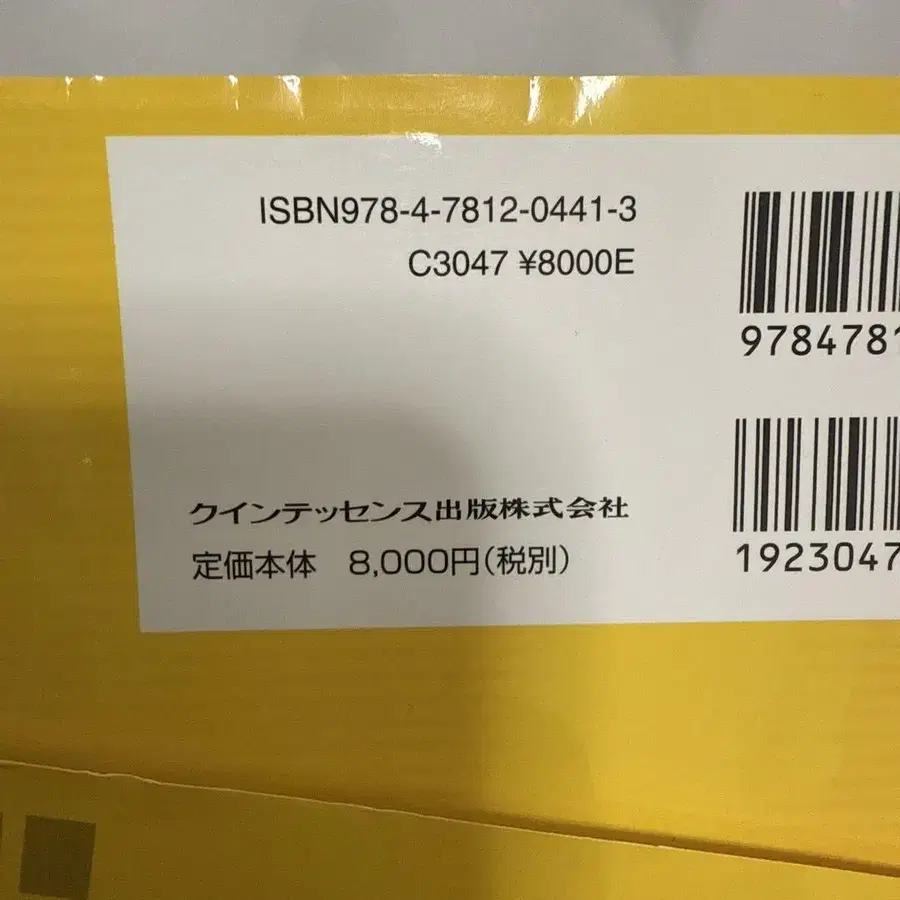 ISBN978-4-7812-0441-3
C3047 ¥8000E
978478
クインテッセンス出版株式会社
定価本体 8,000円(税別)
1923047